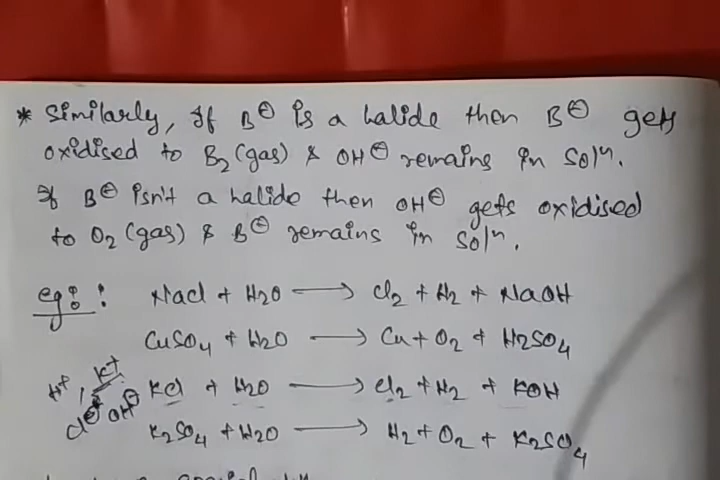 * Similarly, If B⊖ is a halide then B⊖ gets
oxidised to B2 (gas) & OH⊖ remains in Solⁿ.
If B⊖ isn't a halide then OH⊖ gets oxidised
to O2 (gas) & B⊖ remains in Solⁿ.
eg:! Nacl + H2O ⟶ Cl2 + H2 + NaOH
CuSO4 + H2O ⟶ Cu + O2 + H2SO4
H+, K+ KCl + H2O ⟶ Cl2 + H2 + KOH
Cl⊖ OH⊖
K2SO4 + H2O ⟶ H2 + O2 + K2SO4